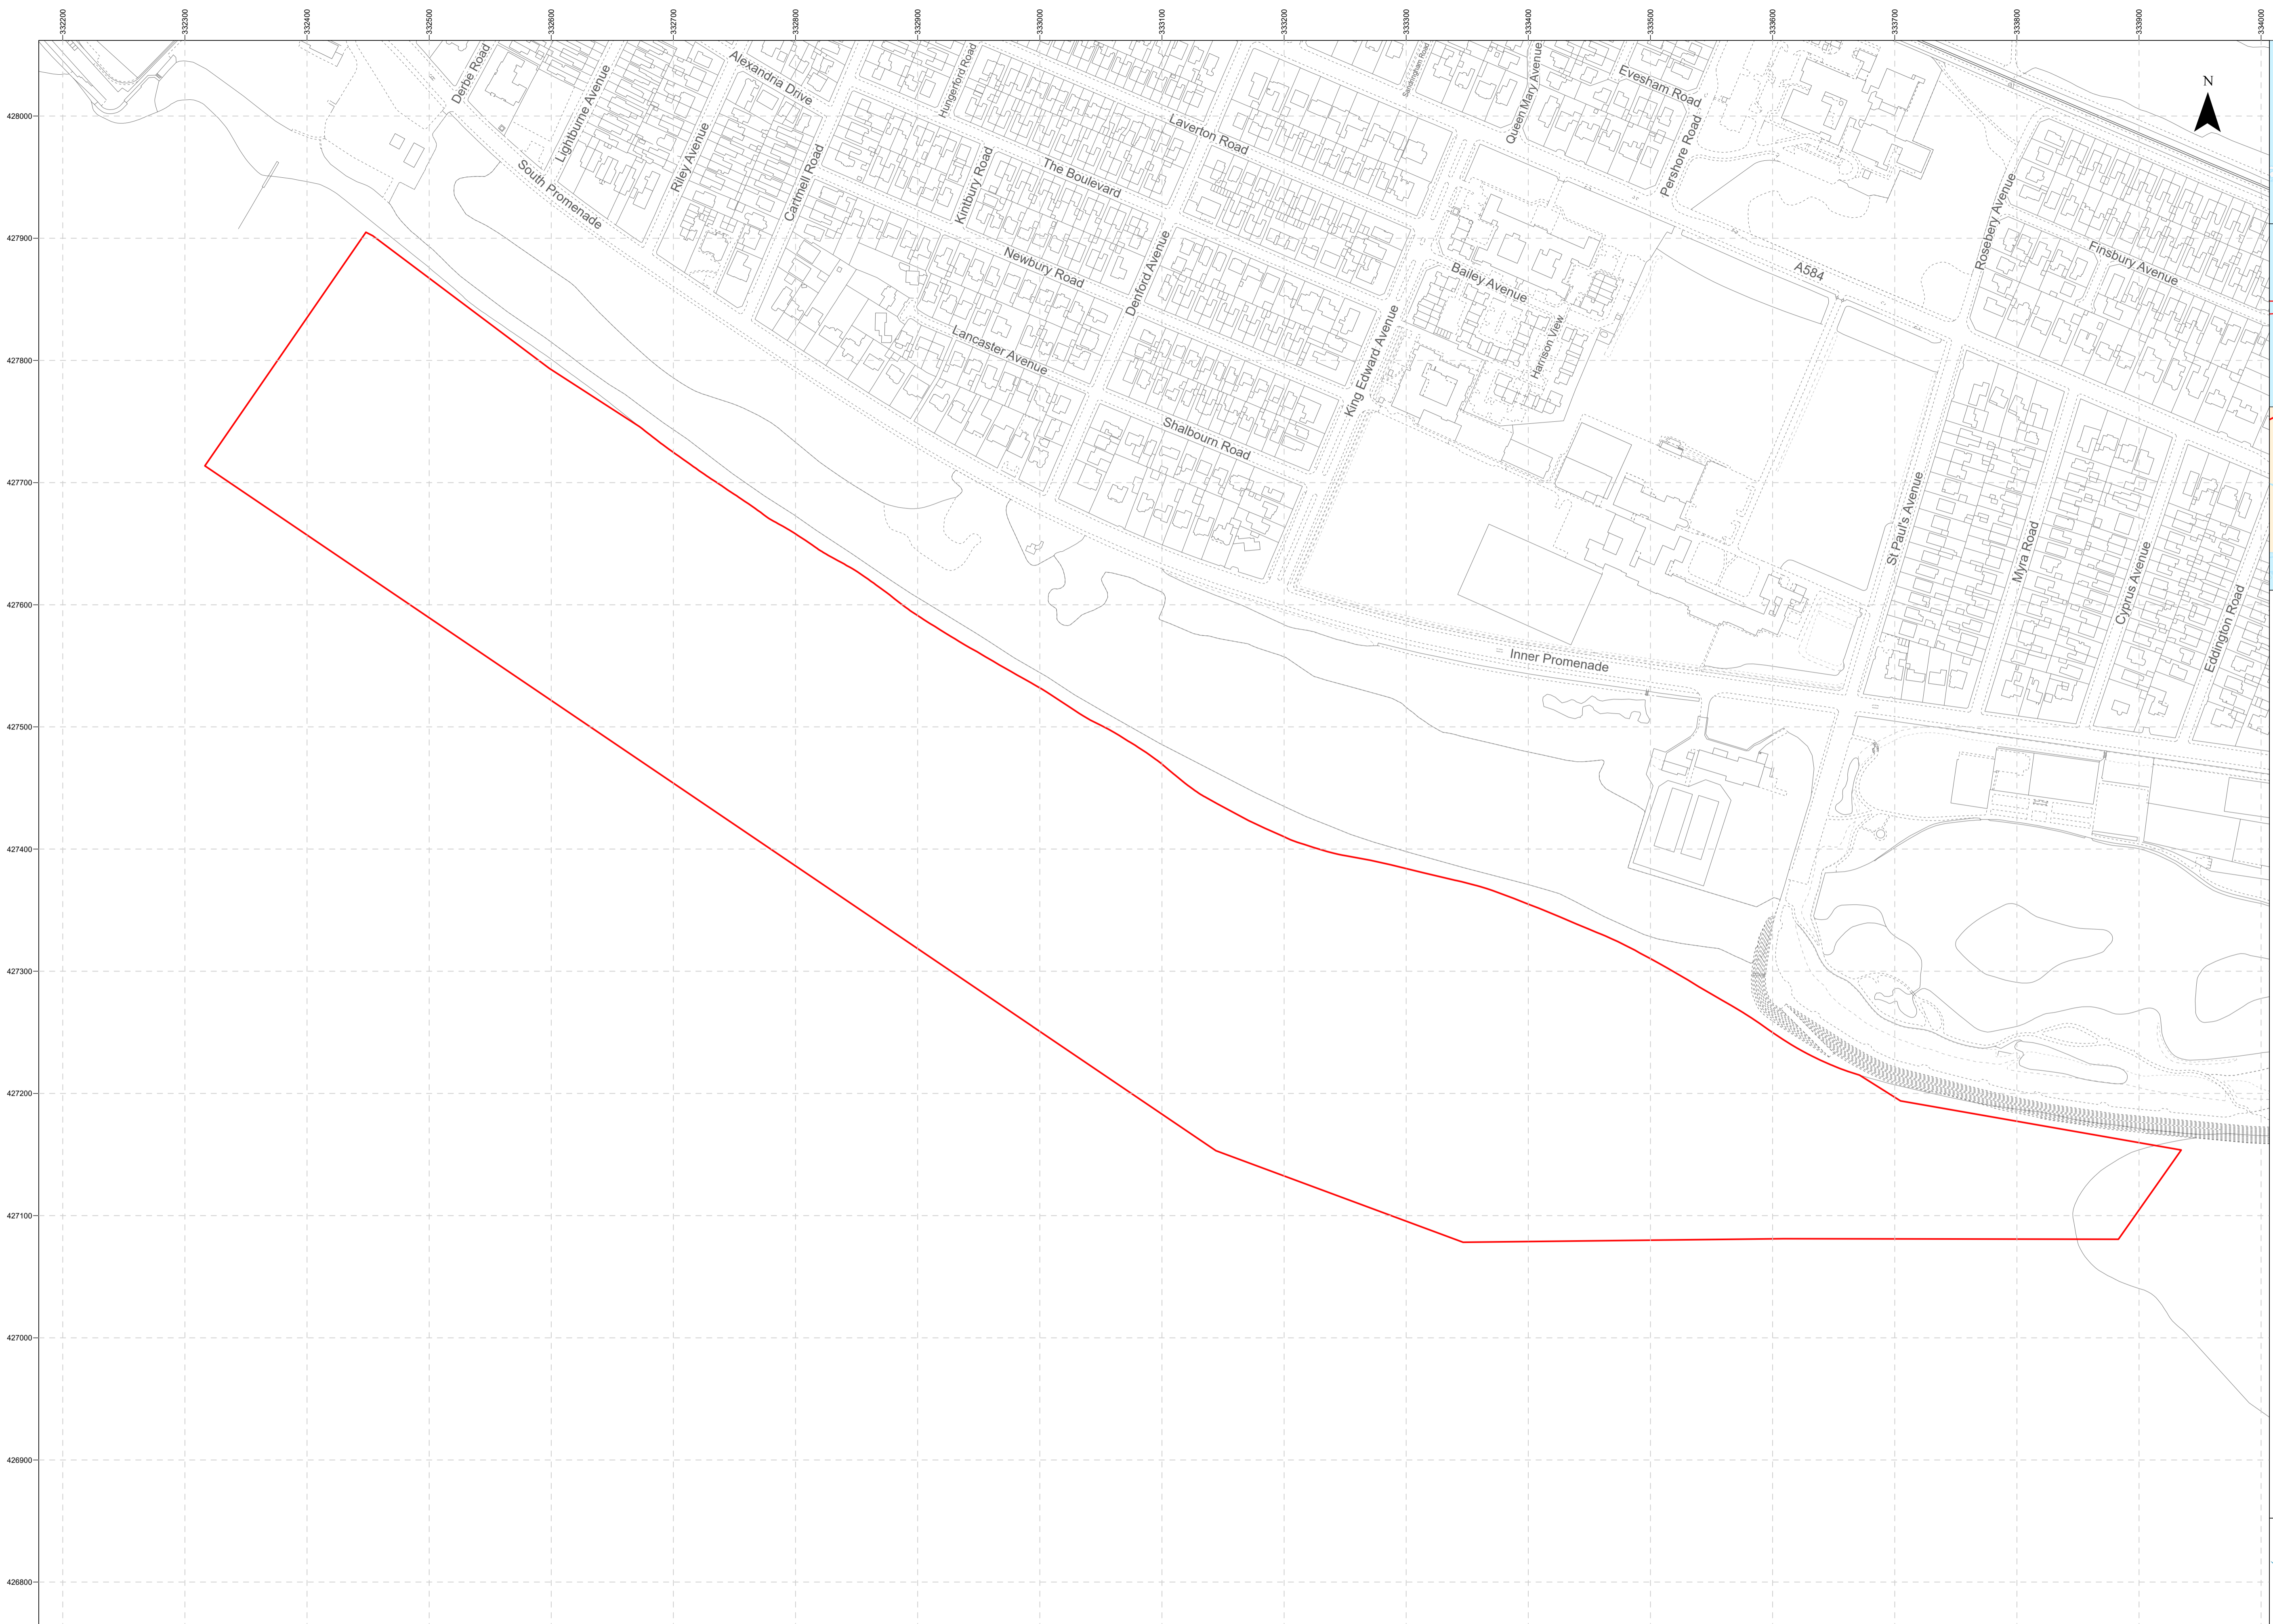 332200
332300
332400
332500
332600
332700
332800
332900
333000
333100
333200
333300
333400
333500
333600
333700
333800
333900
334000
428000
427900
427800
427700
427600
427500
427400
427300
427200
427100
427000
426900
426800
N
Derbe Road
Lightburne Avenue
Alexandria Drive
Hungerford Road
Laverton Road
Sandringham Road
Queen Mary Avenue
Evesham Road
Pershore Road
South Promenade
Riley Avenue
Cartmell Road
Kintbury Road
The Boulevard
Rosebery Avenue
Finsbury Avenue
Newbury Road
Denford Avenue
Bailey Avenue
A584
Lancaster Avenue
King Edward Avenue
Harrison View
Shalbourn Road
St Paul's Avenue
Myra Road
Cyprus Avenue
Eddington Road
Inner Promenade